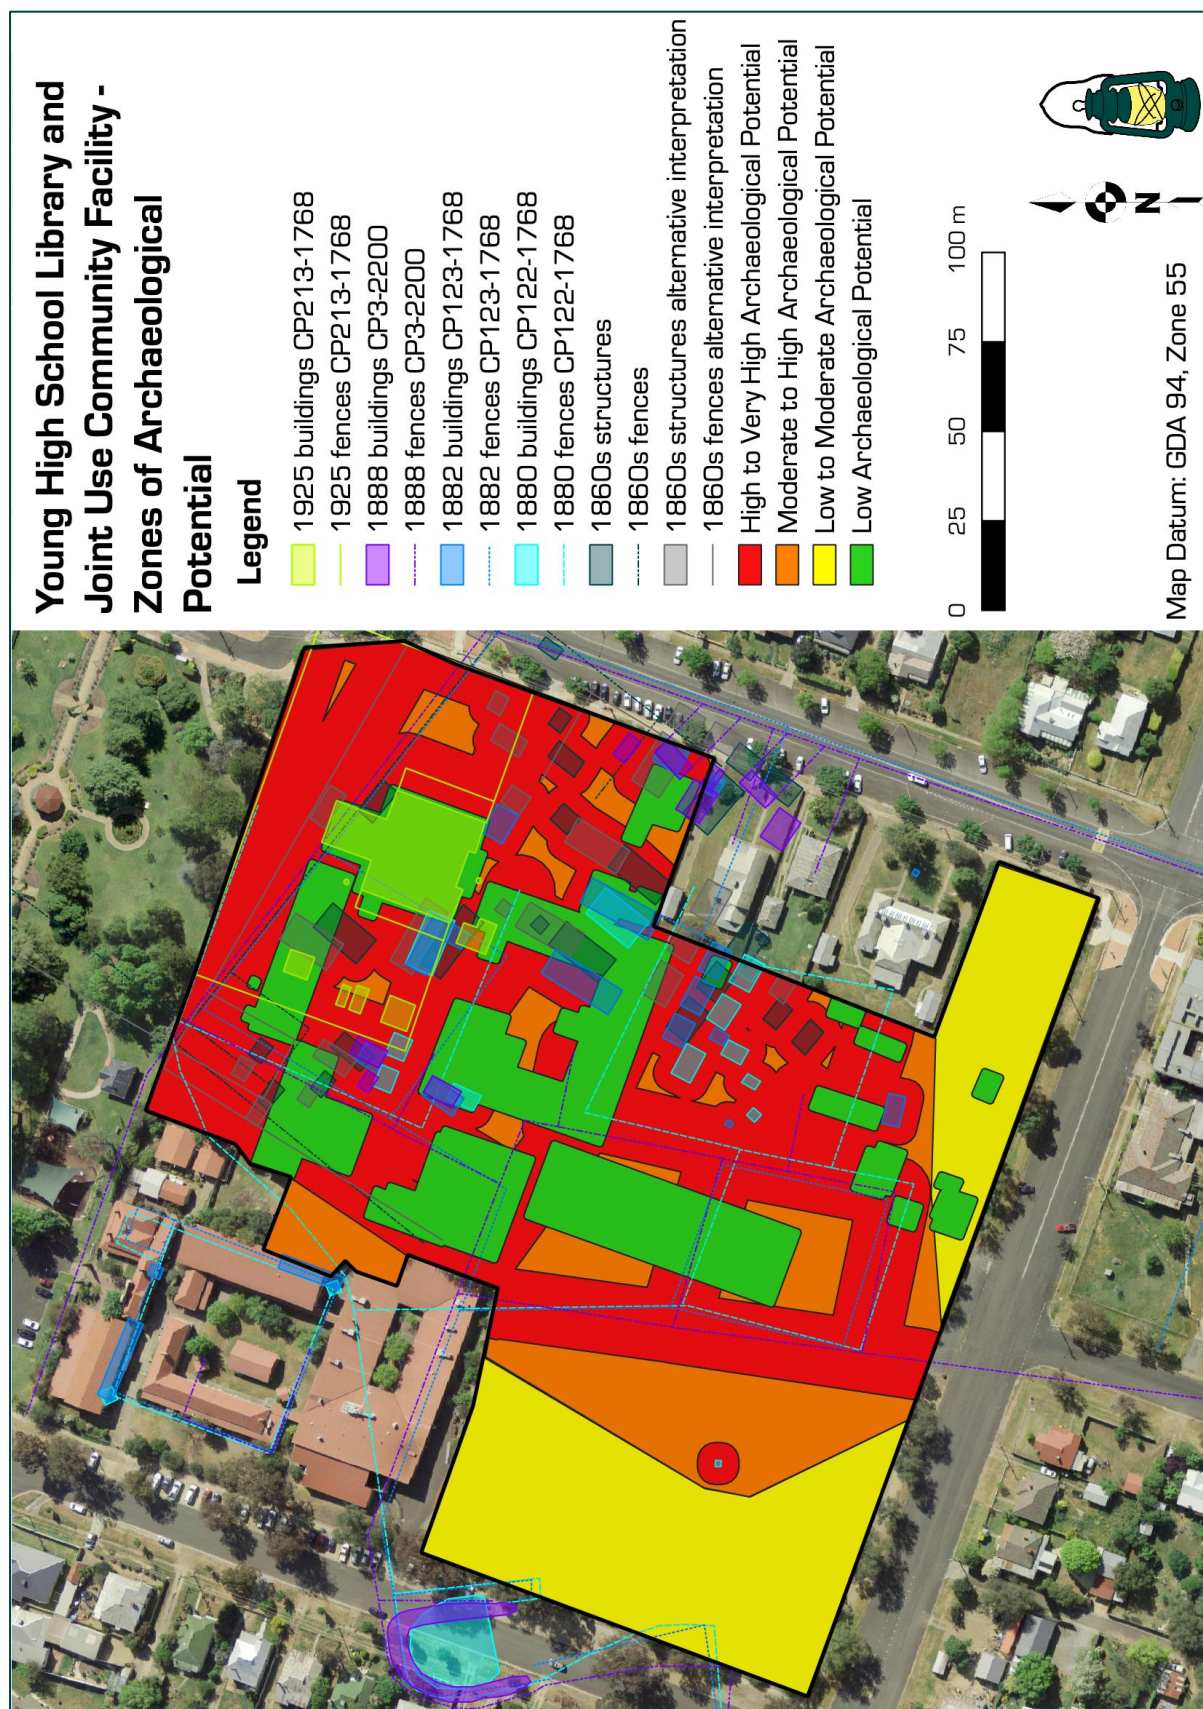 Young High School Library and
Joint Use Community Facility -
Zones of Archaeological
Potential
Legend
1925 buildings CP213-1768
1925 fences CP213-1768
1888 buildings CP3-2200
1888 fences CP3-2200
1882 buildings CP123-1768
1882 fences CP123-1768
1880 buildings CP122-1768
1880 fences CP122-1768
1860s structures
1860s fences
1860s structures alternative interpretation
1860s fences alternative interpretation
High to Very High Archaeological Potential
Moderate to High Archaeological Potential
Low to Moderate Archaeological Potential
Low Archaeological Potential
0 25 50 75 100 m
N
Map Datum: GDA 94, Zone 55